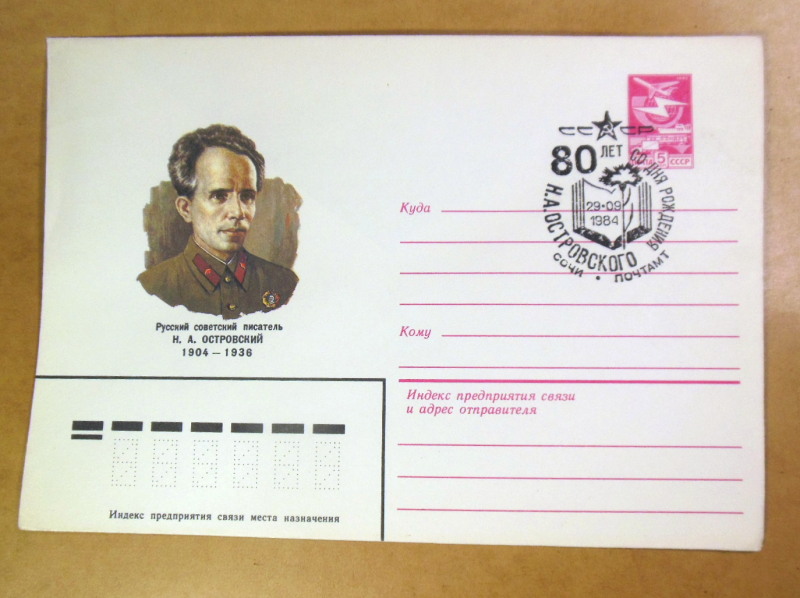 СССР
80 ЛЕТ
СО ДНЯ РОЖДЕНИЯ
Н.А. ОСТРОВСКОГО
29•09
1984
СОЧИ • ПОЧТАМТ
5
СССР
Куда
Кому
Русский советский писатель
Н. А. ОСТРОВСКИЙ
1904 — 1936
Индекс предприятия связи
и адрес отправителя
Индекс предприятия связи места назначения